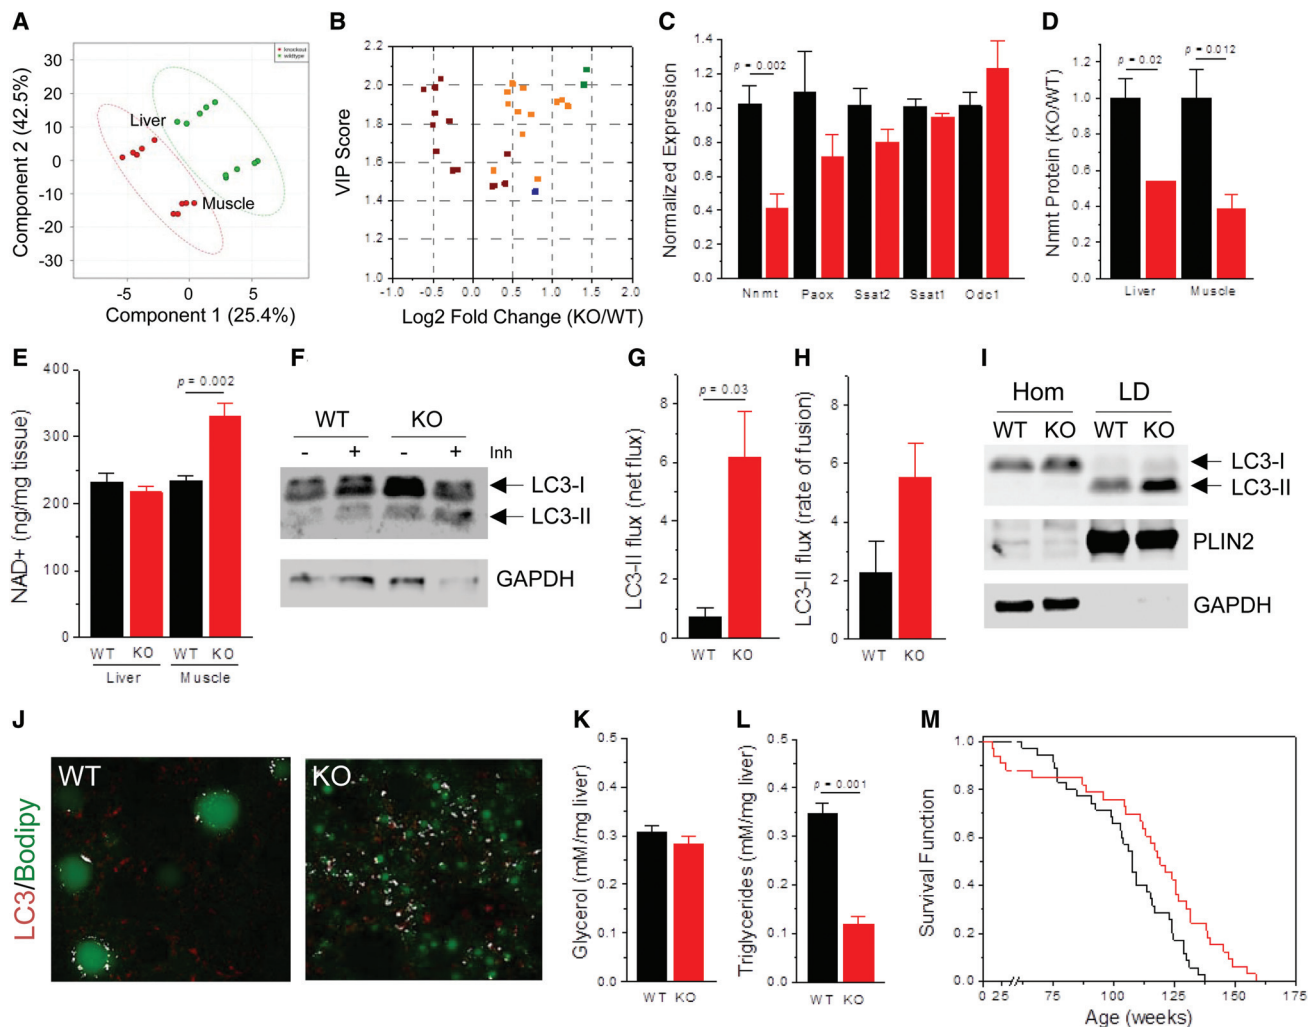 A
knockout
wildtype
Component 2 (42.5%)
30
20
10
0
-10
-20
-30
Liver
Muscle
-5 0 5
Component 1 (25.4%)
B
VIP Score
2.2
2.0
1.8
1.6
1.4
1.2
1.0
-1.0 -0.5 0.0 0.5 1.0 1.5 2.0
Log2 Fold Change (KO/WT)
C
Normalized Expression
1.4
1.2
1.0
0.8
0.6
0.4
0.2
0.0
p = 0.002
Nnmt Paox Ssat2 Ssat1 Odc1
D
Nnmt Protein (KO/WT)
1.2
1.0
0.8
0.6
0.4
0.2
0.0
p = 0.02
p = 0.012
Liver Muscle
E
NAD+ (ng/mg tissue)
400
300
200
100
0
p = 0.002
WT KO WT KO
Liver Muscle
F
WT KO
- + - + Inh
LC3-I
LC3-II
GAPDH
G
LC3-II flux (net flux)
8
6
4
2
0
p = 0.03
WT KO
H
LC3-II flux (rate of fusion)
8
6
4
2
0
WT KO
I
Hom LD
WT KO WT KO
LC3-I
LC3-II
PLIN2
GAPDH
J
LC3/Bodipy
WT
KO
K
Glycerol (mM/mg liver)
0.5
0.4
0.3
0.2
0.1
0.0
WT KO
L
Triglycerides (mM/mg liver)
0.5
0.4
0.3
0.2
0.1
0.0
p = 0.001
WT KO
M
Survival Function
1.0
0.8
0.6
0.4
0.2
0.0
0 25 75 100 125 150 175
Age (weeks)